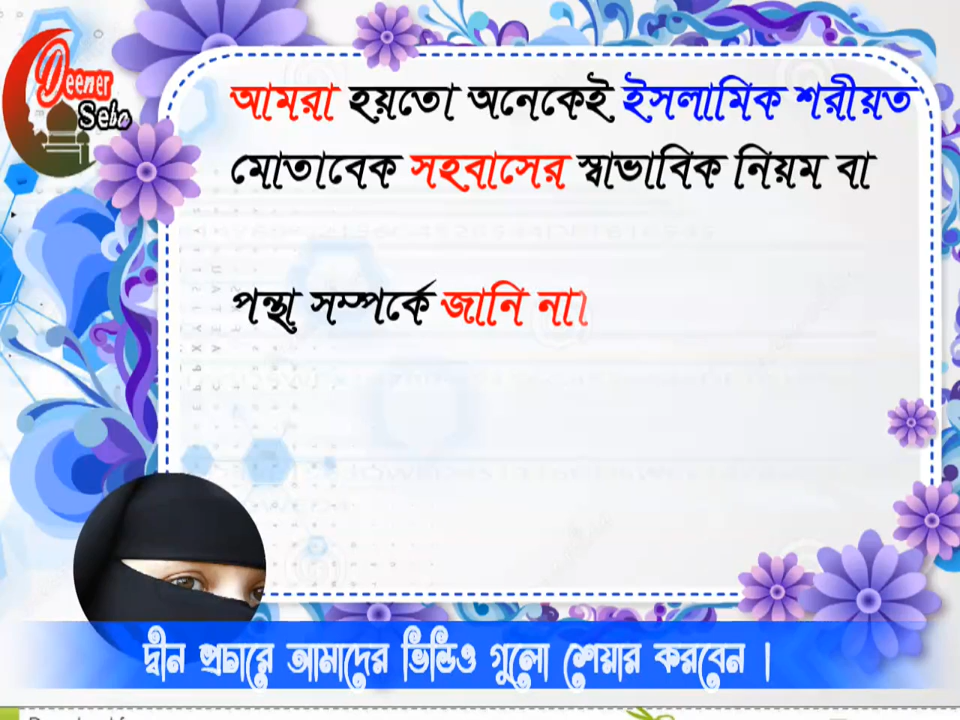 Deener
Seba
আমরা হয়তো অনেকেই ইসলামিক শরীয়ত
মোতাবেক সহবাসের স্বাভাবিক নিয়ম বা
পন্থা সম্পর্কে জানি না।
দ্বীন প্রচারে আমাদের ভিডিও গুলো শেয়ার করবেন ।